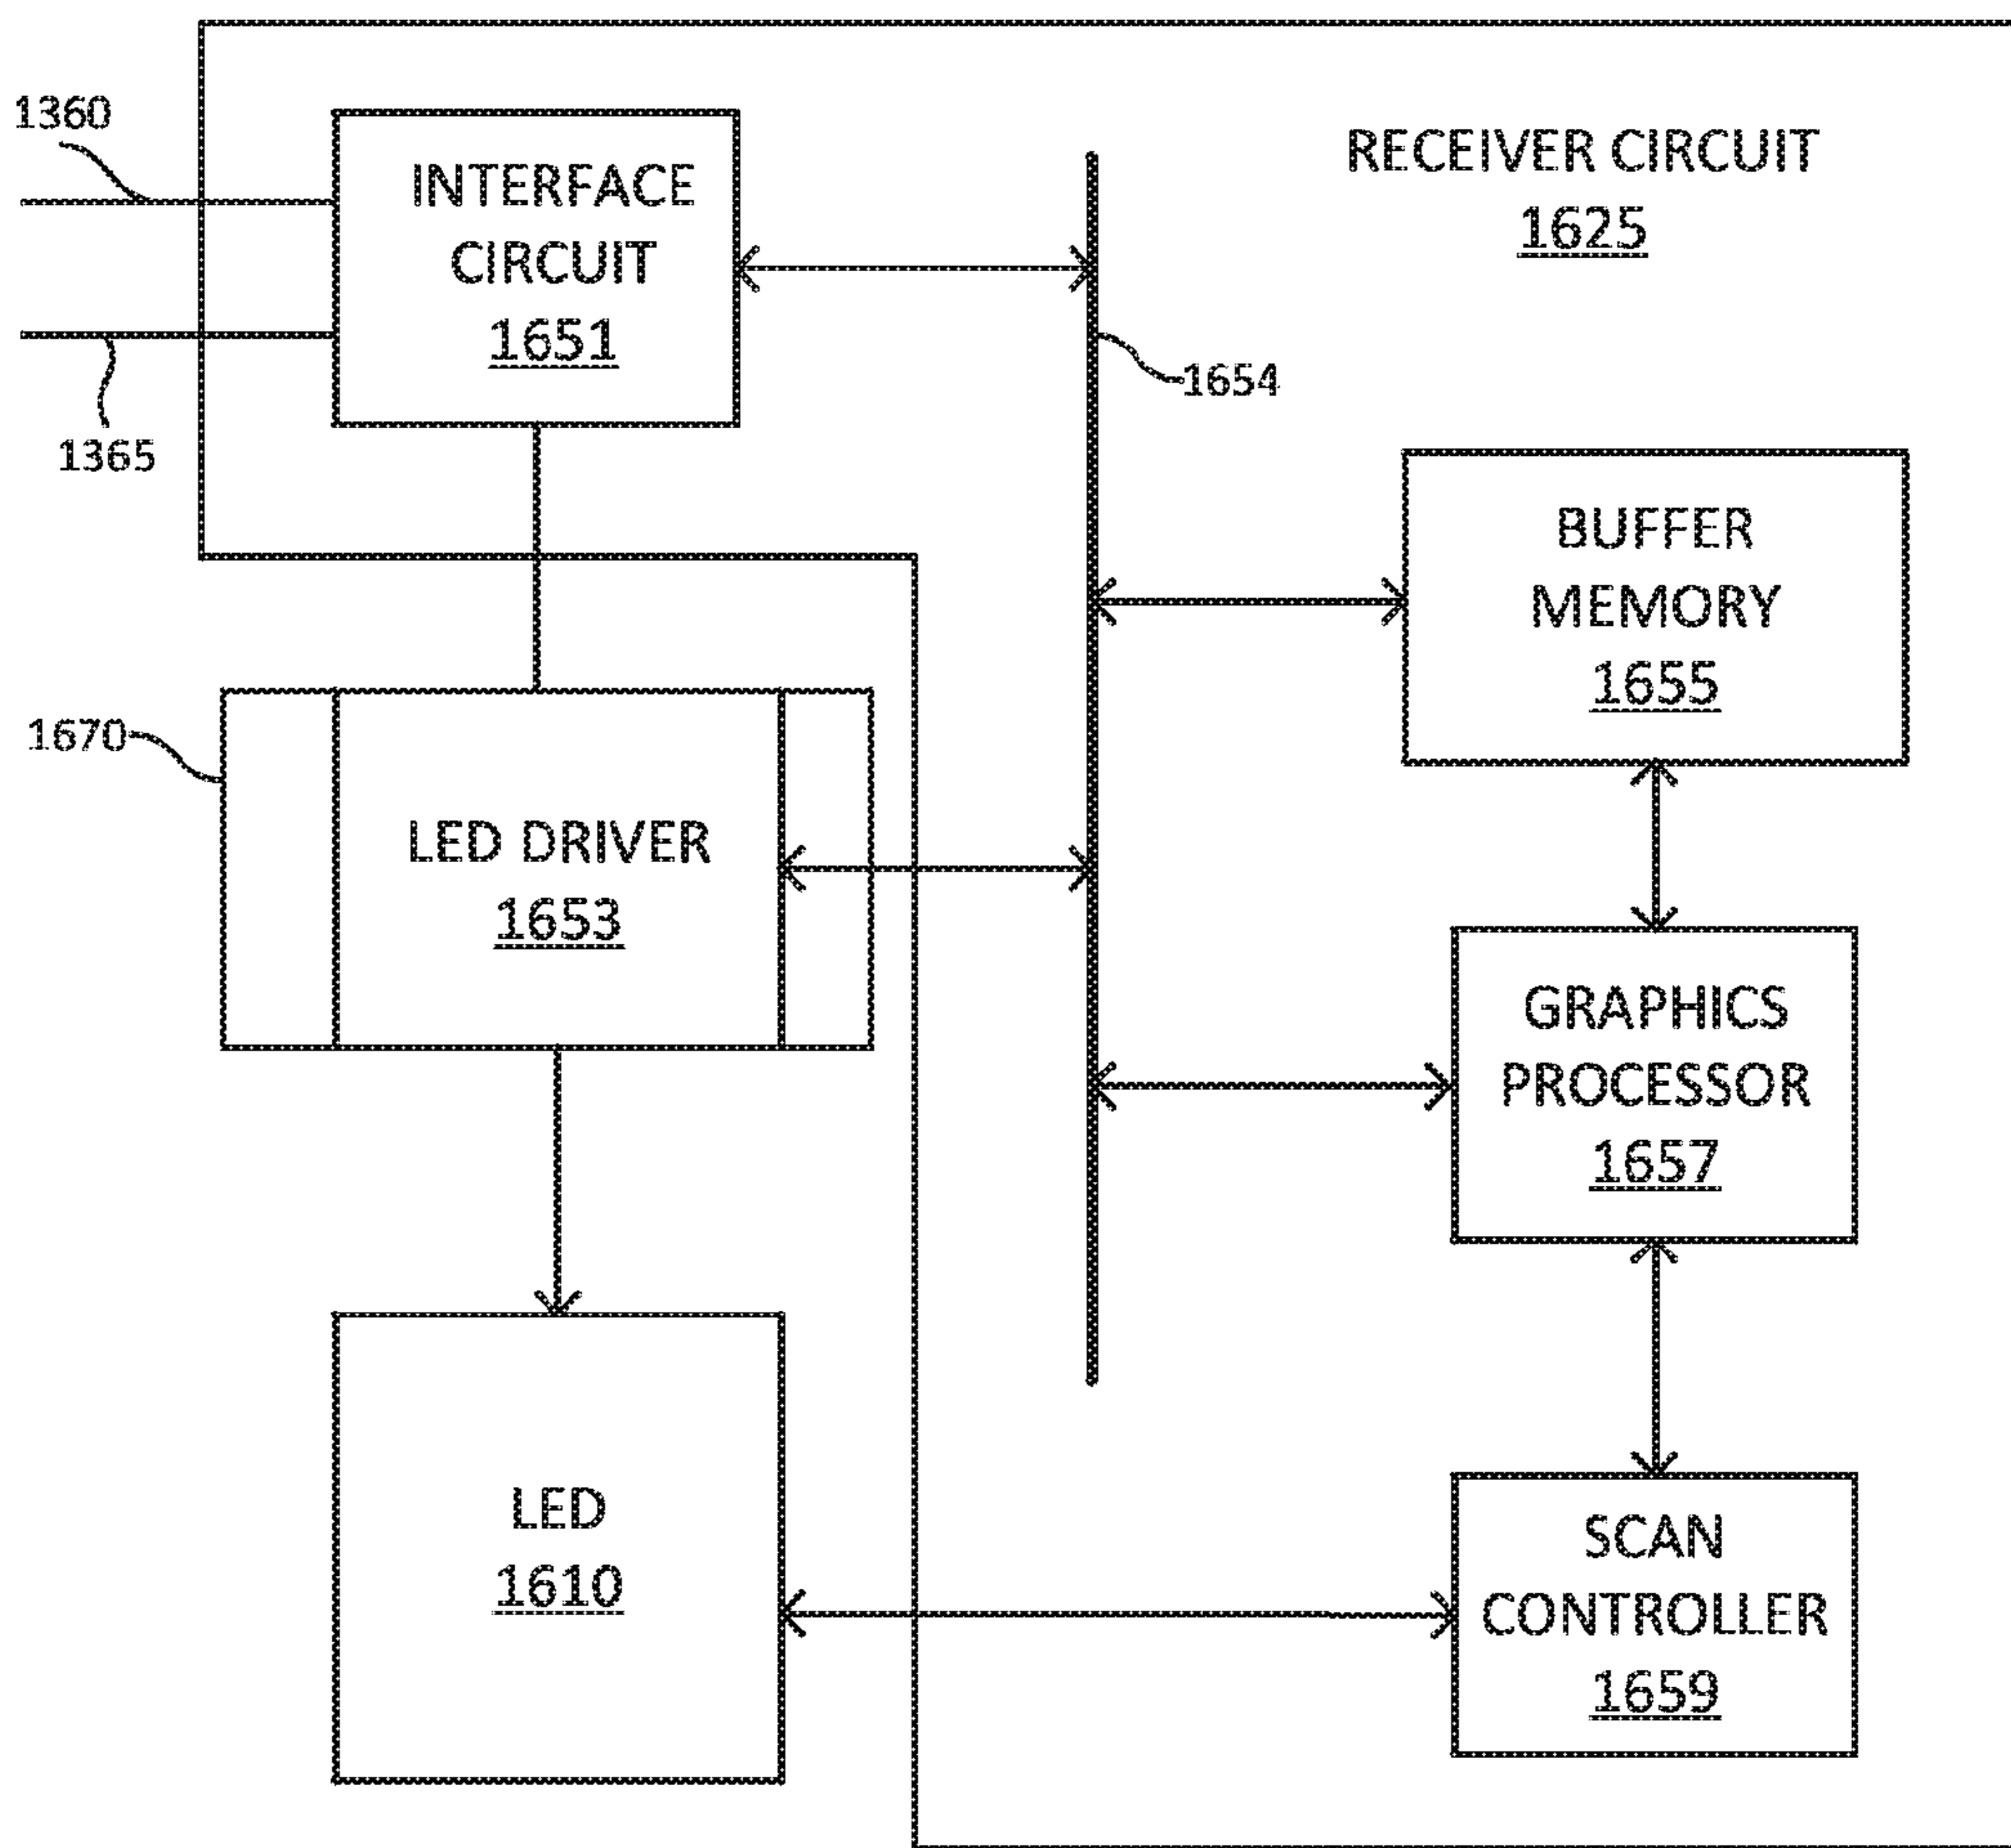 1360
INTERFACE
CIRCUIT
1651
RECEIVER CIRCUIT
1625
1365
1654
BUFFER
MEMORY
1655
1670
LED DRIVER
1653
GRAPHICS
PROCESSOR
1657
LED
1610
SCAN
CONTROLLER
1659